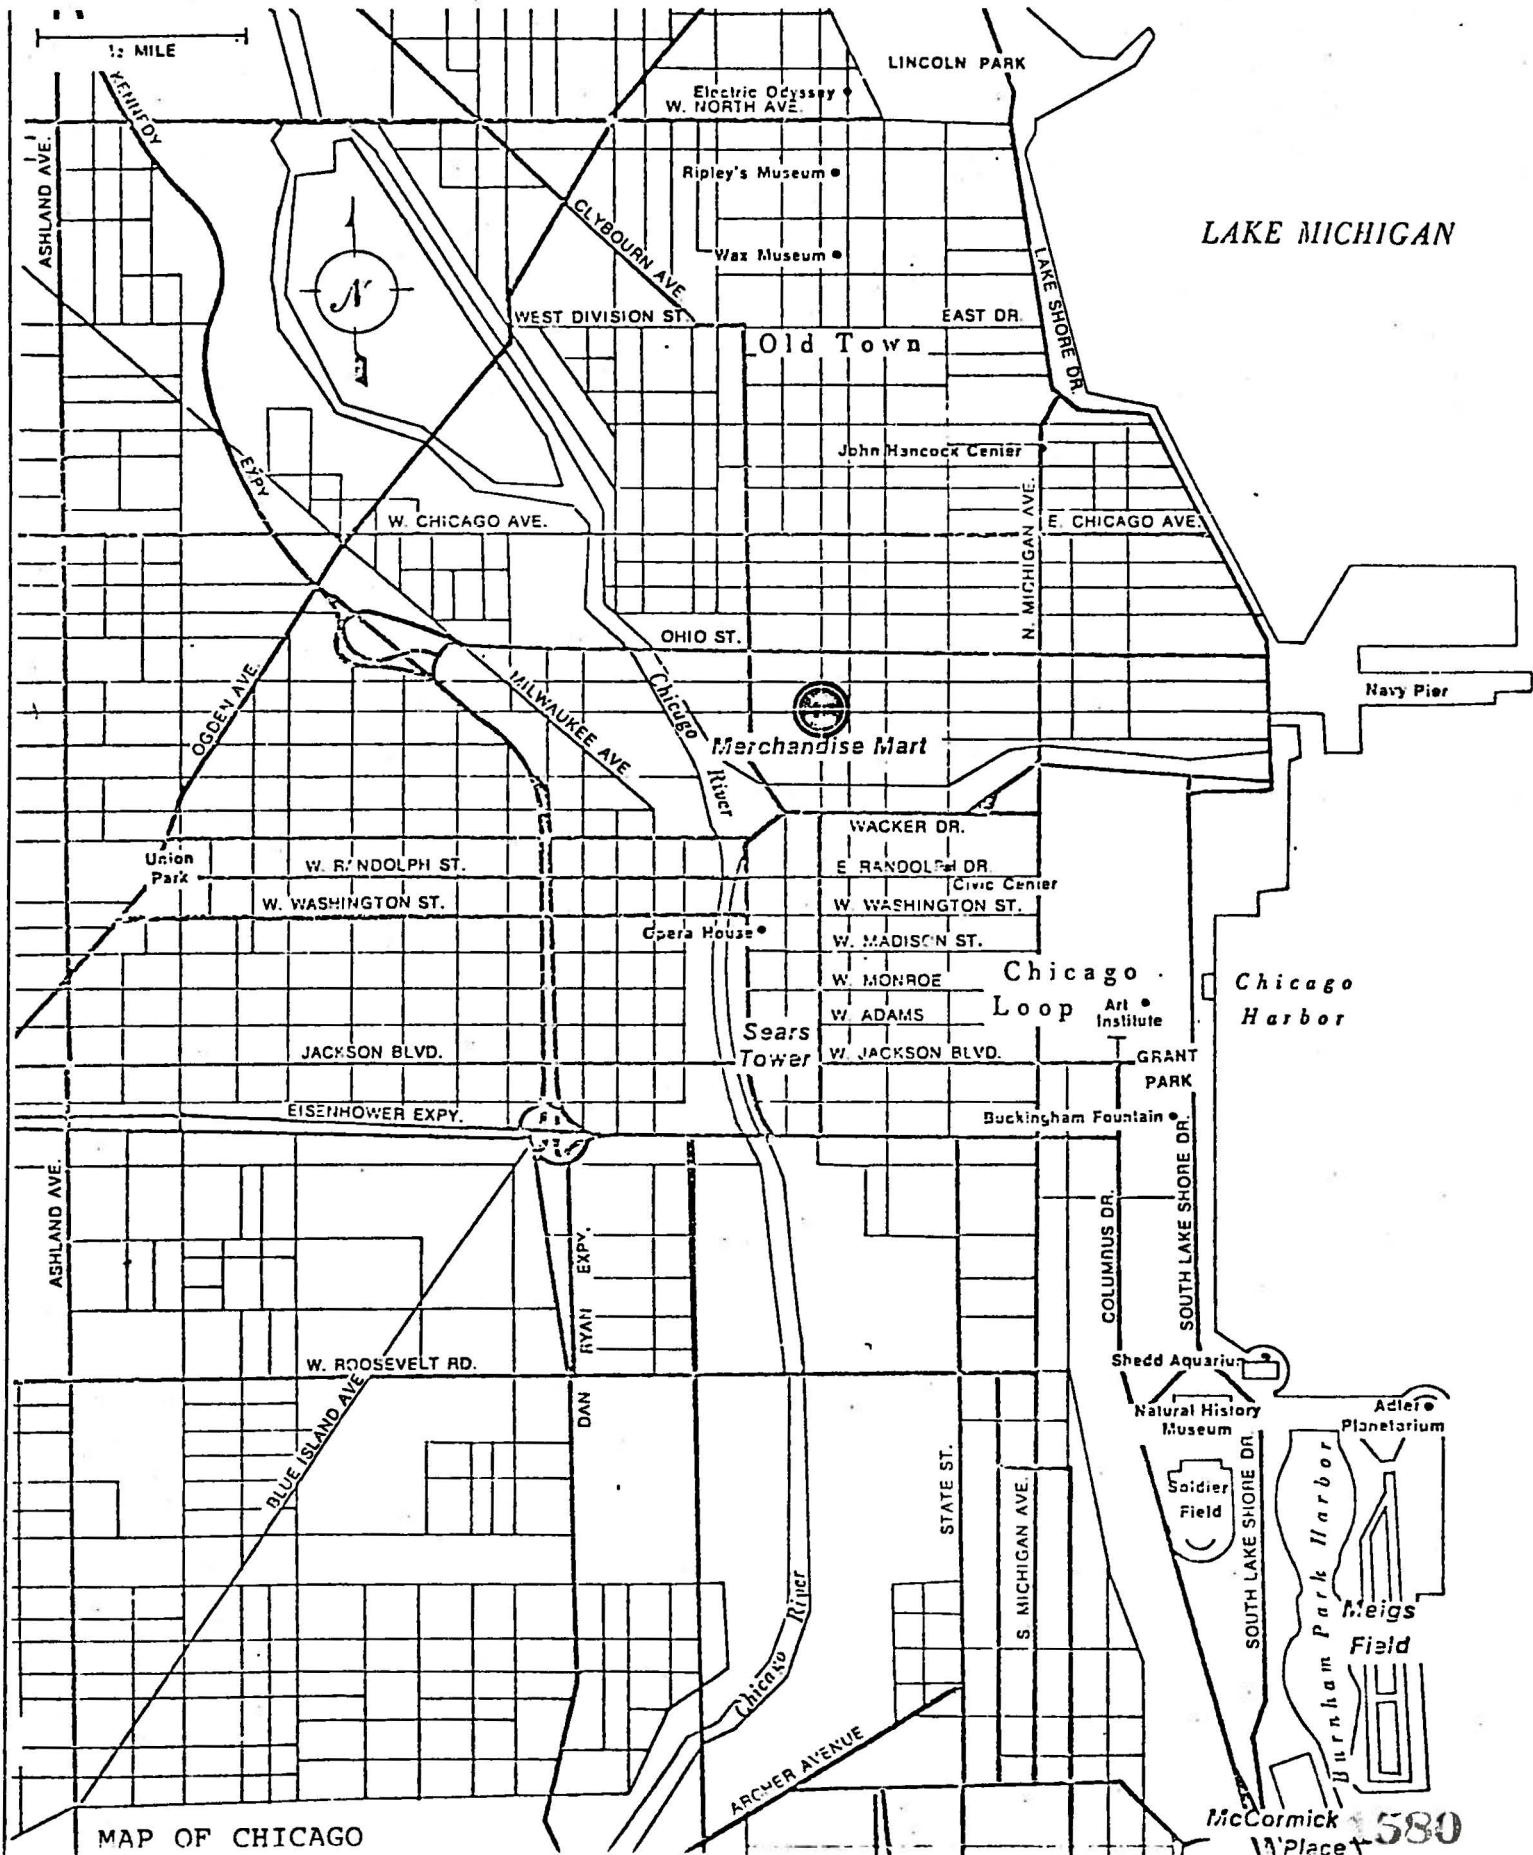 ½ MILE
LINCOLN PARK
KENNEDY
Electric Odyssey
W. NORTH AVE.
ASHLAND AVE.
Ripley's Museum
CLYBOURN AVE.
LAKE MICHIGAN
Wax Museum
LAKE SHORE DR.
N
WEST DIVISION ST.
EAST DR.
Old Town
John Hancock Center
EXPY
N. MICHIGAN AVE.
W. CHICAGO AVE.
E. CHICAGO AVE.
OHIO ST.
OGDEN AVE.
MILWAUKEE AVE
Chicago
River
Navy Pier
Merchandise Mart
WACKER DR.
Union
Park
W. RANDOLPH ST.
E RANDOLPH DR.
Civic Center
W. WASHINGTON ST.
W. WASHINGTON ST.
Opera House
W. MADISON ST.
Chicago
Loop
W. MONROE
Chicago
Harbor
Art
Institute
W. ADAMS
Sears
Tower
JACKSON BLVD.
W. JACKSON BLVD.
GRANT
PARK
EISENHOWER EXPY.
Buckingham Fountain
ASHLAND AVE.
SOUTH LAKE SHORE DR.
COLUMBUS DR.
DAN RYAN EXPY.
W. ROOSEVELT RD.
Shedd Aquarium
BLUE ISLAND AVE
Natural History
Museum
Adler
Planetarium
Soldier
Field
STATE ST.
S. MICHIGAN AVE.
SOUTH LAKE SHORE DR.
Burnham Park Harbor
Chicago
River
Meigs
Field
ARCHER AVENUE
McCormick
Place
MAP OF CHICAGO
1580